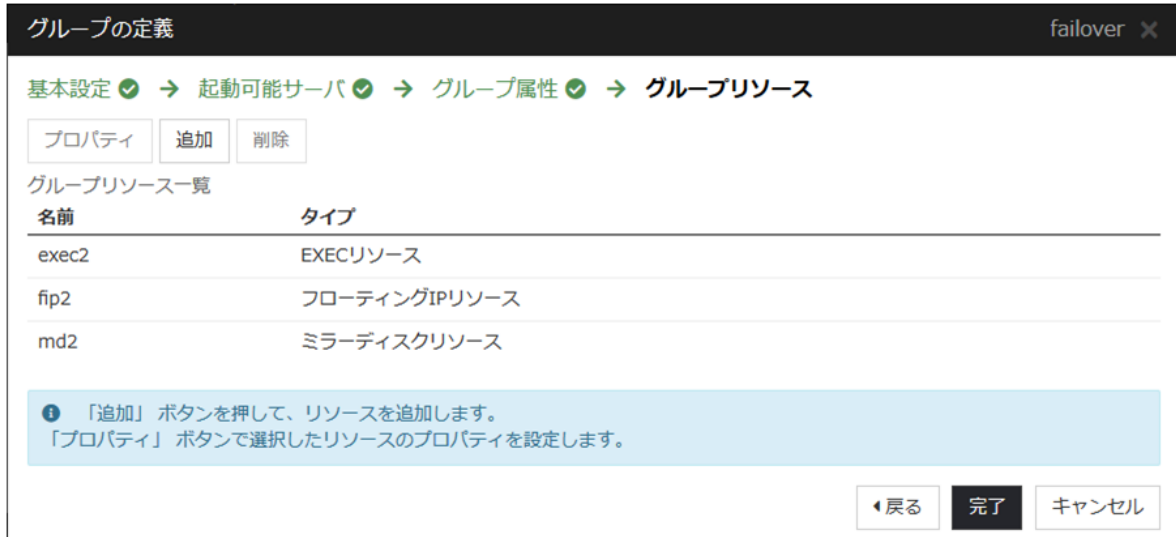 グループの定義 failover ×
基本設定 → 起動可能サーバ → グループ属性 → グループリソース
プロパティ 追加 削除
グループリソース一覧
名前 タイプ
exec2 EXECリソース
fip2 フローティングIPリソース
md2 ミラーディスクリソース
「追加」 ボタンを押して、リソースを追加します。
「プロパティ」 ボタンで選択したリソースのプロパティを設定します。
戻る 完了 キャンセル